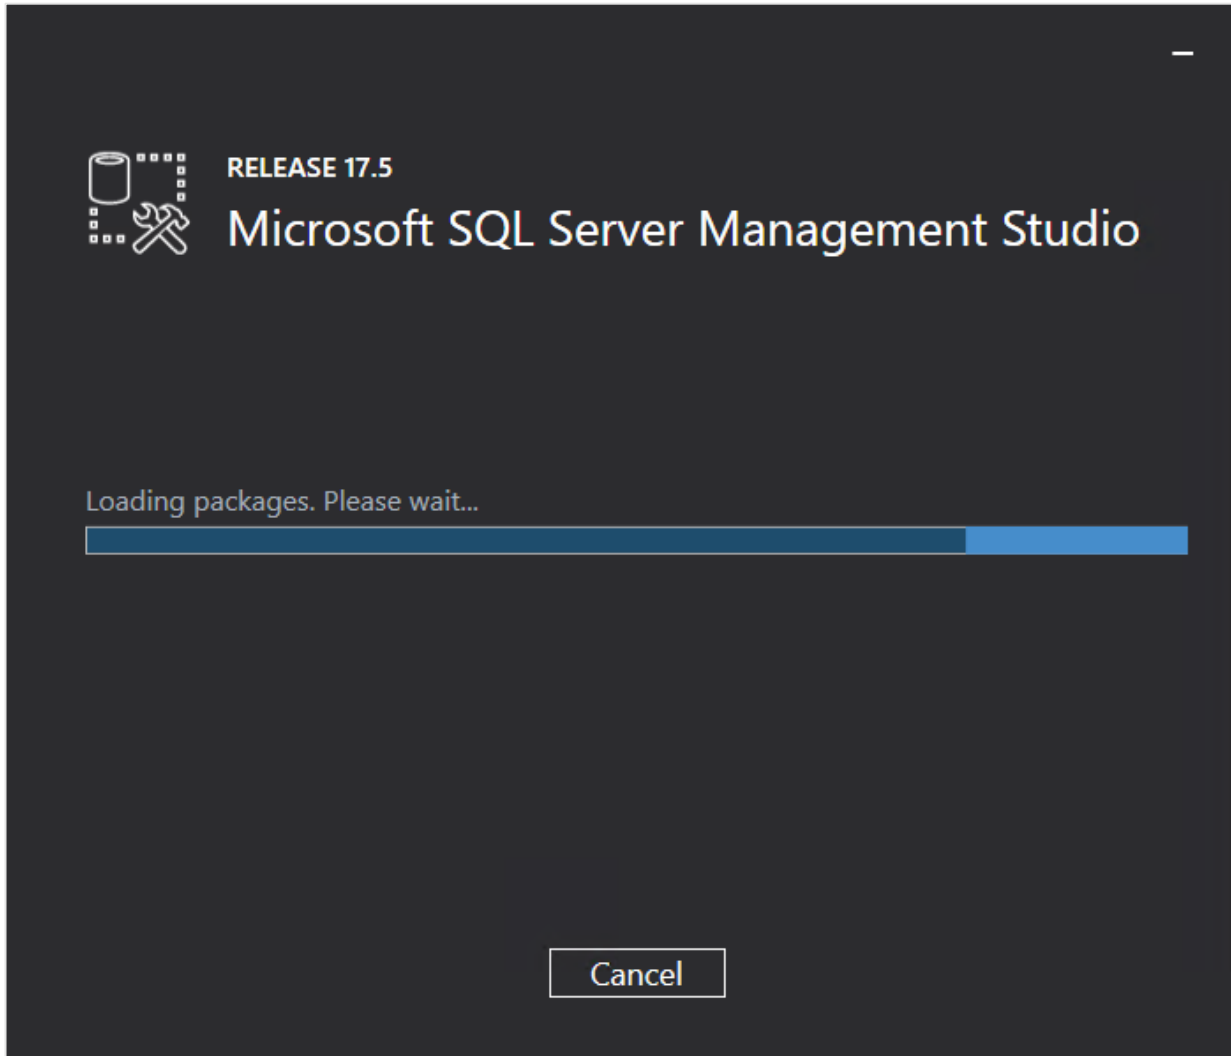 RELEASE 17.5
Microsoft SQL Server Management Studio
Loading packages. Please wait...
Cancel